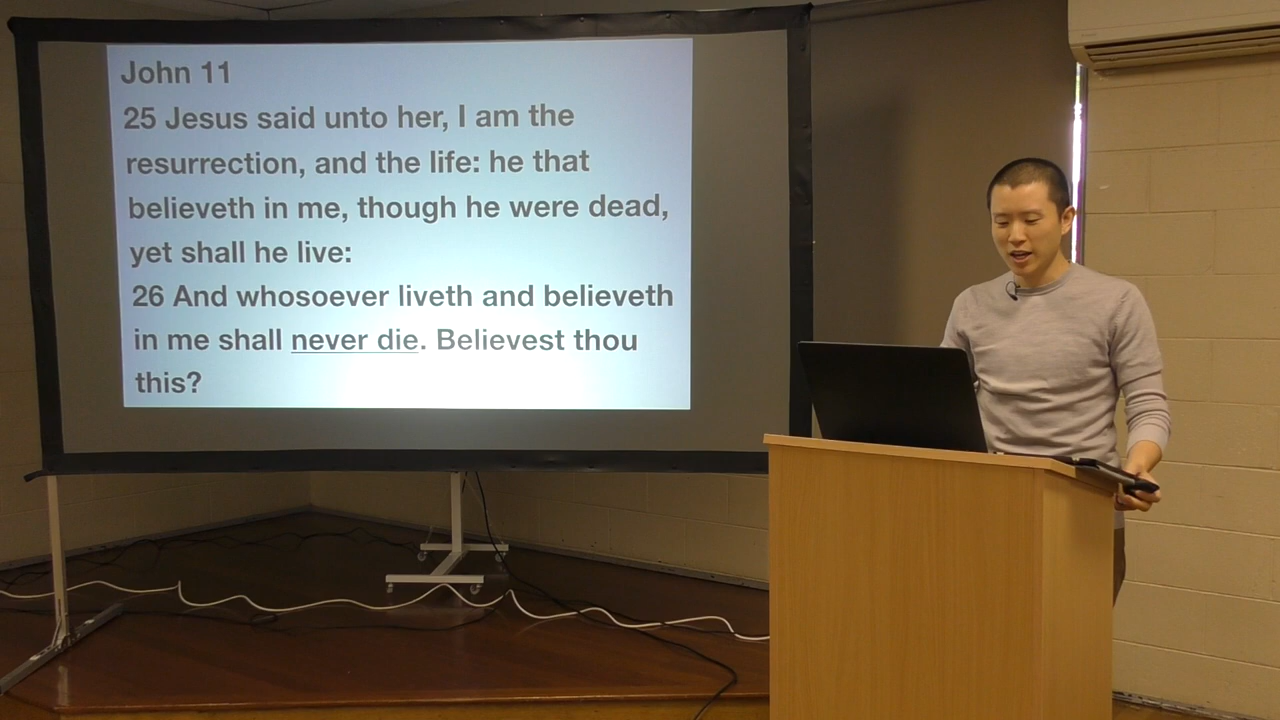 John 11
25 Jesus said unto her, I am the
resurrection, and the life: he that
believeth in me, though he were dead,
yet shall he live:
26 And whosoever liveth and believeth
in me shall never die. Believest thou
this?